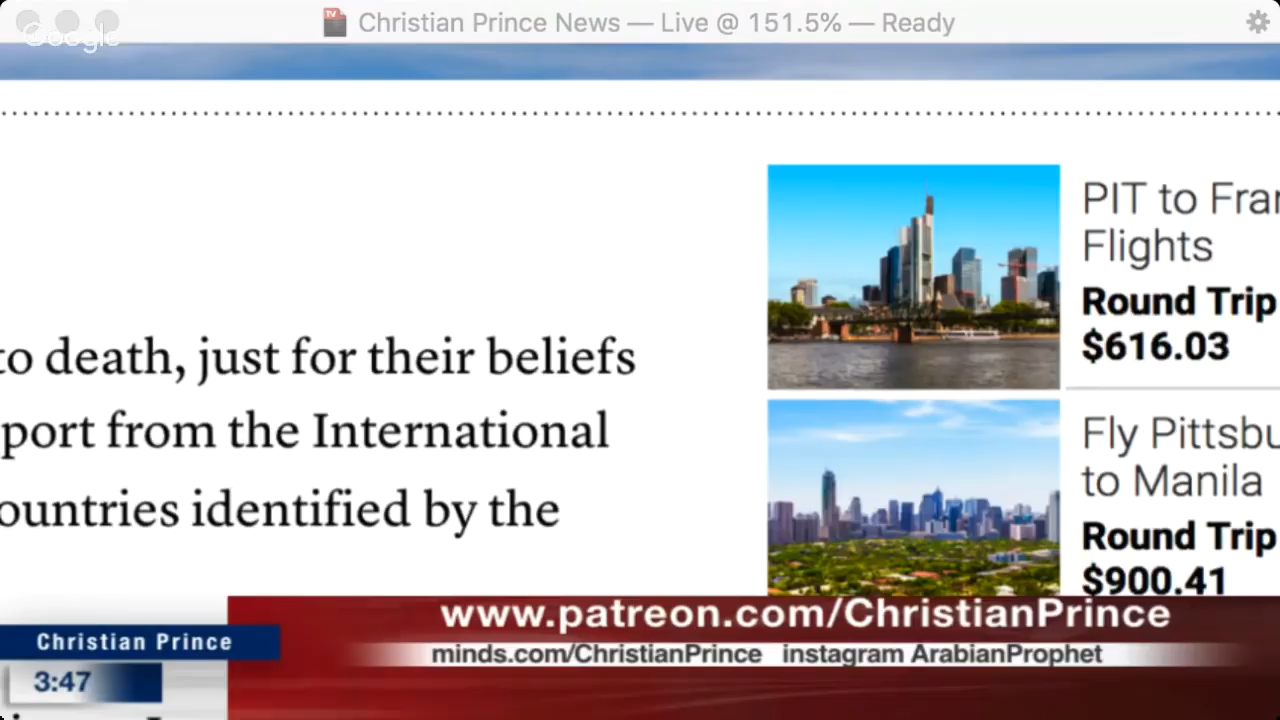 Christian Prince News — Live @ 151.5% — Ready
Google
to death, just for their beliefs
port from the International
ountries identified by the
PIT to Fran
Flights
Round Trip
$616.03
Fly Pittsbu
to Manila
Round Trip
$900.41
www.patreon.com/ChristianPrince
minds.com/ChristianPrince instagram ArabianProphet
Christian Prince
3:47